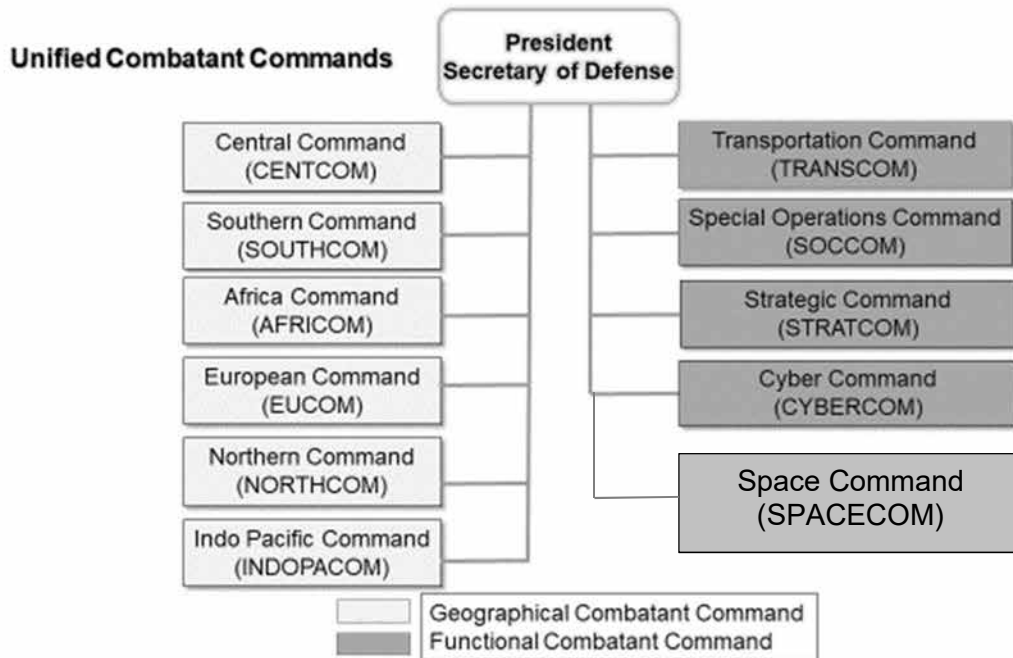 Unified Combatant Commands
President
Secretary of Defense
Central Command
(CENTCOM)
Southern Command
(SOUTHCOM)
Africa Command
(AFRICOM)
European Command
(EUCOM)
Northern Command
(NORTHCOM)
Indo Pacific Command
(INDOPACOM)
Transportation Command
(TRANSCOM)
Special Operations Command
(SOCCOM)
Strategic Command
(STRATCOM)
Cyber Command
(CYBERCOM)
Space Command
(SPACECOM)
Geographical Combatant Command
Functional Combatant Command